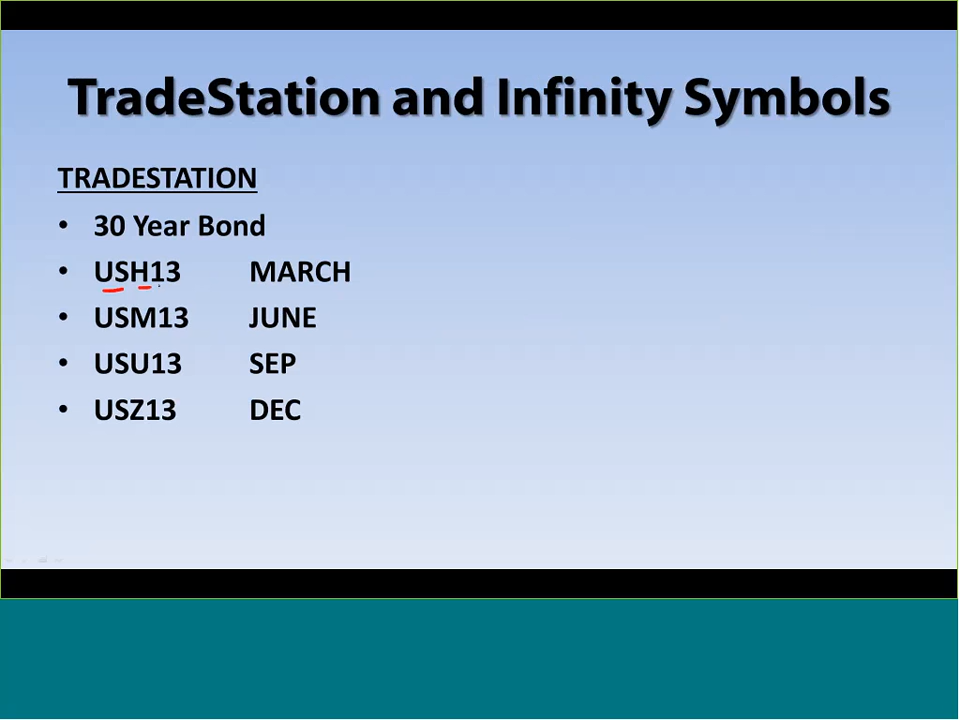 TradeStation and Infinity Symbols
TRADESTATION
• 30 Year Bond
• USH13 MARCH
• USM13 JUNE
• USU13 SEP
• USZ13 DEC